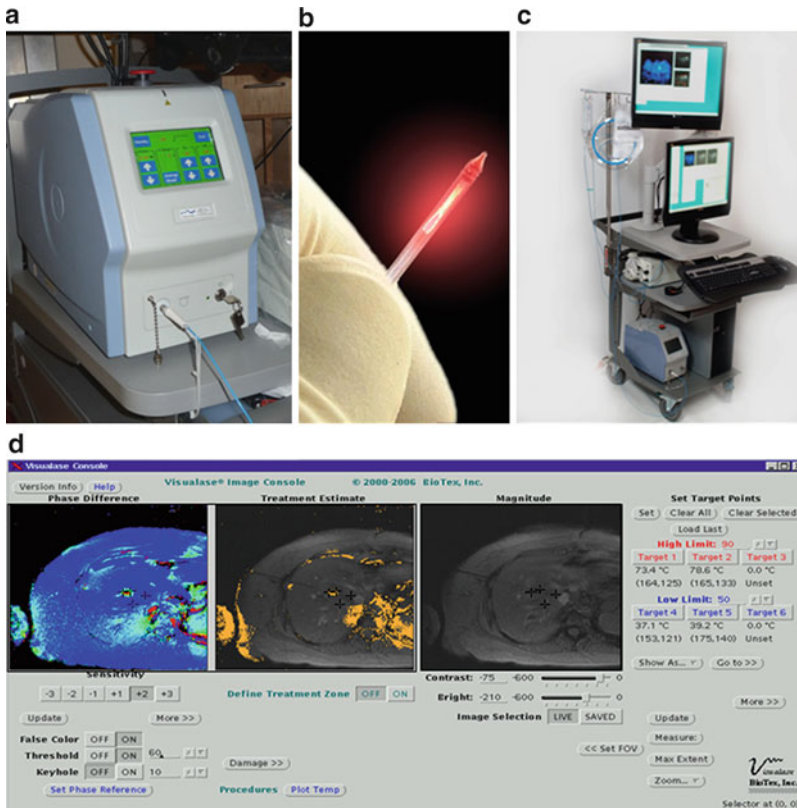 a
b
c
d
Visualase Console
Version Info
Help
Visualase® Image Console
© 2000-2006 BioTex, Inc.
Phase Difference
Treatment Estimate
Magnitude
Set Target Points
Set
Clear All
Clear Selected
Load Last
High Limit: 90
Target 1 Target 2 Target 3
73.4 °C 78.6 °C 0.0 °C
(164,125) (165,133) Unset
Low Limit: 50
Target 4 Target 5 Target 6
37.1 °C 39.2 °C 0.0 °C
(153,121) (175,140) Unset
Show As...
Go to >>
More >>
Sensitivity
-3 -2 -1 +1 +2 +3
Update
More >>
False Color OFF ON
Threshold OFF ON 60
Keyhole OFF ON 10
Set Phase Reference
Define Treatment Zone OFF ON
Damage >>
Procedures Plot Temp
Contrast: -75 -600 0
Bright: -210 -600 0
Image Selection LIVE SAVED
<< Set FOV
Update
Measure:
Max Extent
Zoom...
Visualase
BioTex, Inc.
Selector at (0, 0